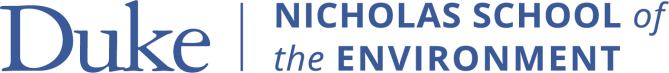 Duke
NICHOLAS SCHOOL of
the ENVIRONMENT